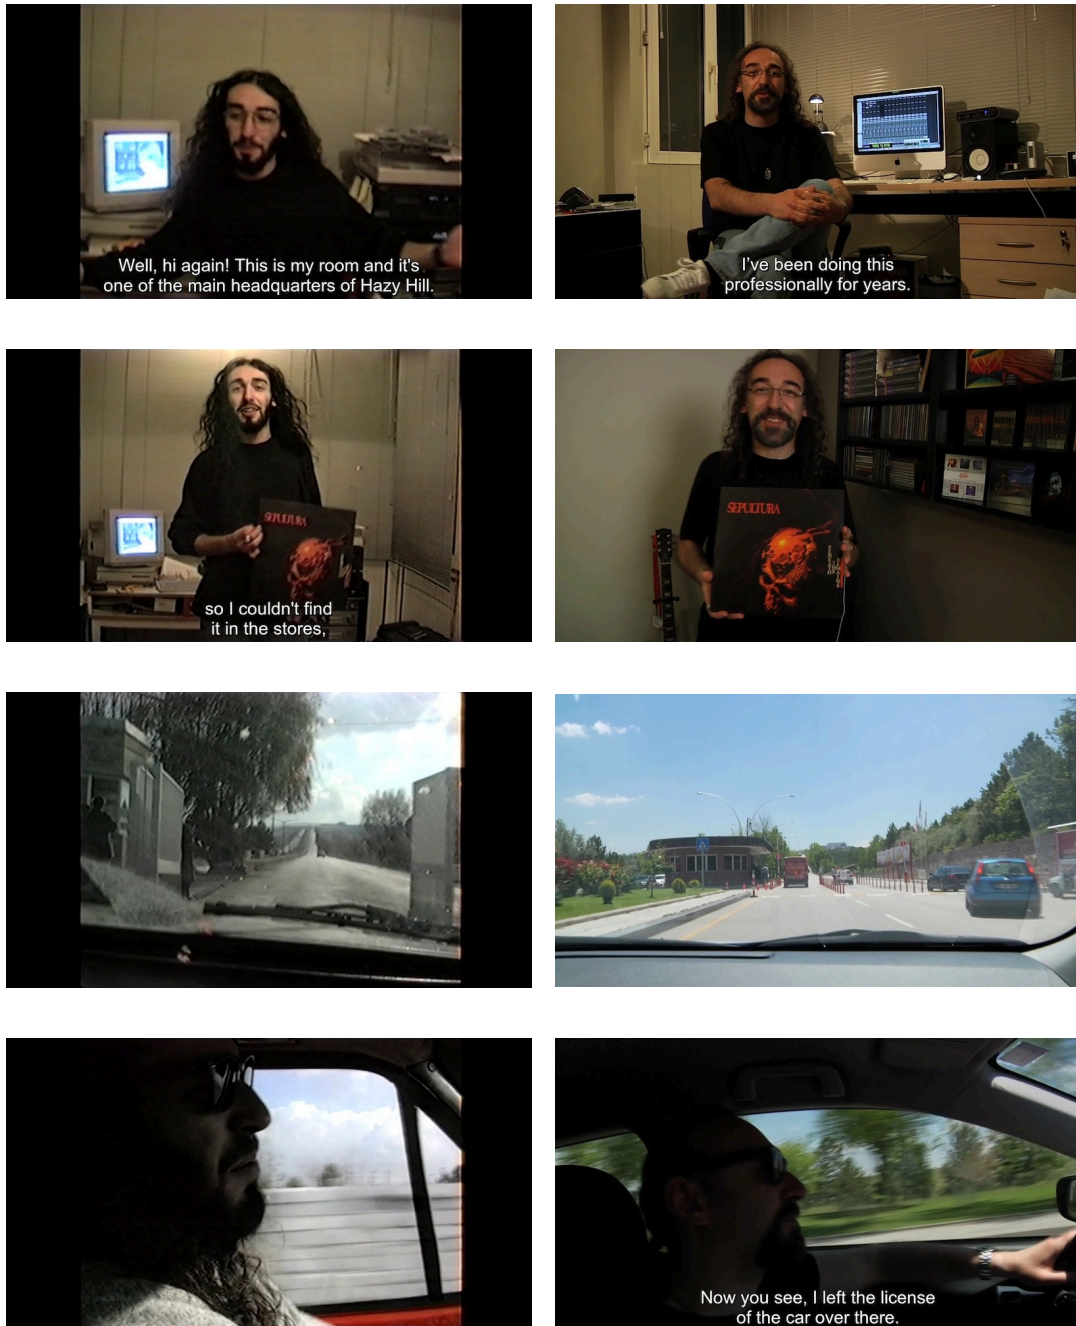 Well, hi again! This is my room and it's
one of the main headquarters of Hazy Hill.
I've been doing this
professionally for years.
SEPULTURA
so I couldn't find
it in the stores,
SEPULTURA
Now you see, I left the license
of the car over there.